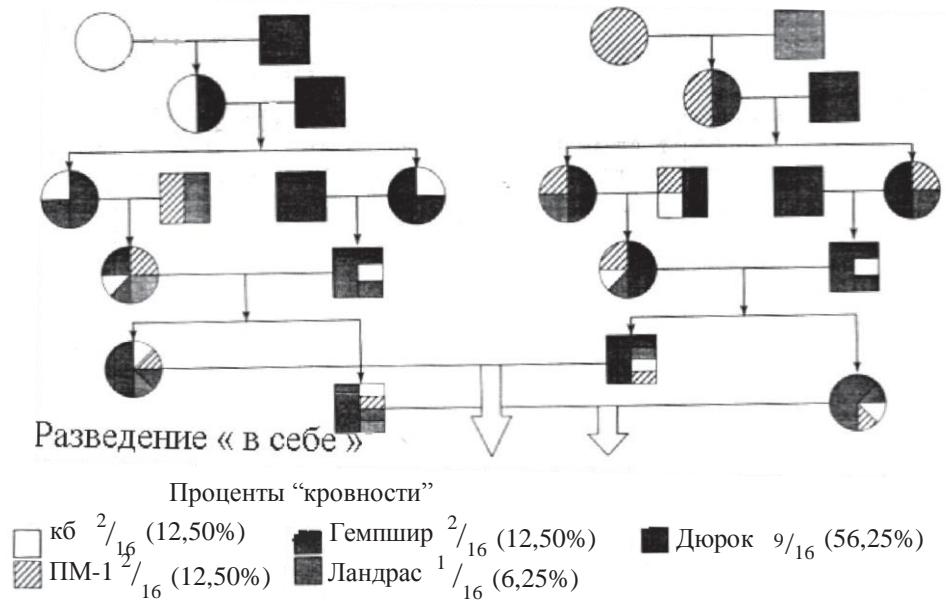 Разведение « в себе »
Проценты “кровности”
кб 2/16 (12,50%) Гемпшир 2/16 (12,50%) Дюрок 9/16 (56,25%)
ПМ-1 2/16 (12,50%) Ландрас 1/16 (6,25%)